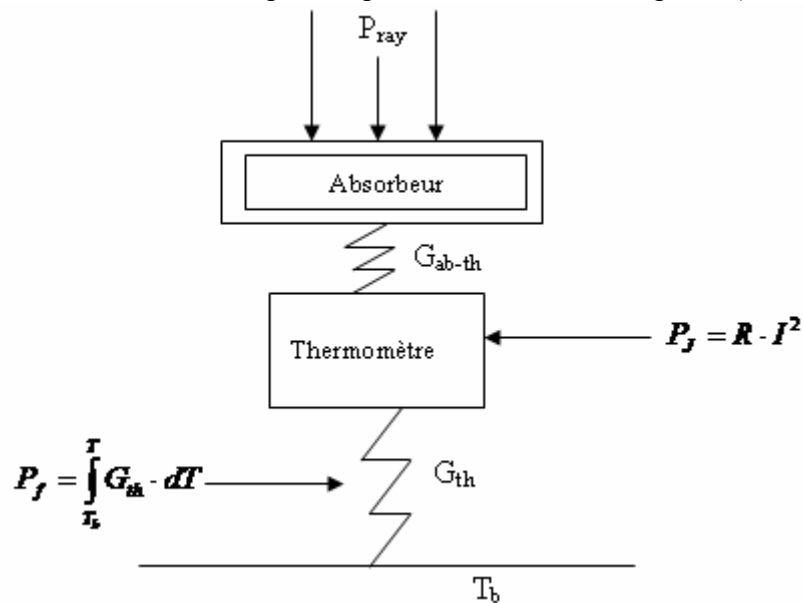 P_ray
Absorbeur
G_ab-th
Thermomètre
P_J = R · I²
P_f = ∫_{T_b}^{T} G_th · dT
G_th
T_b